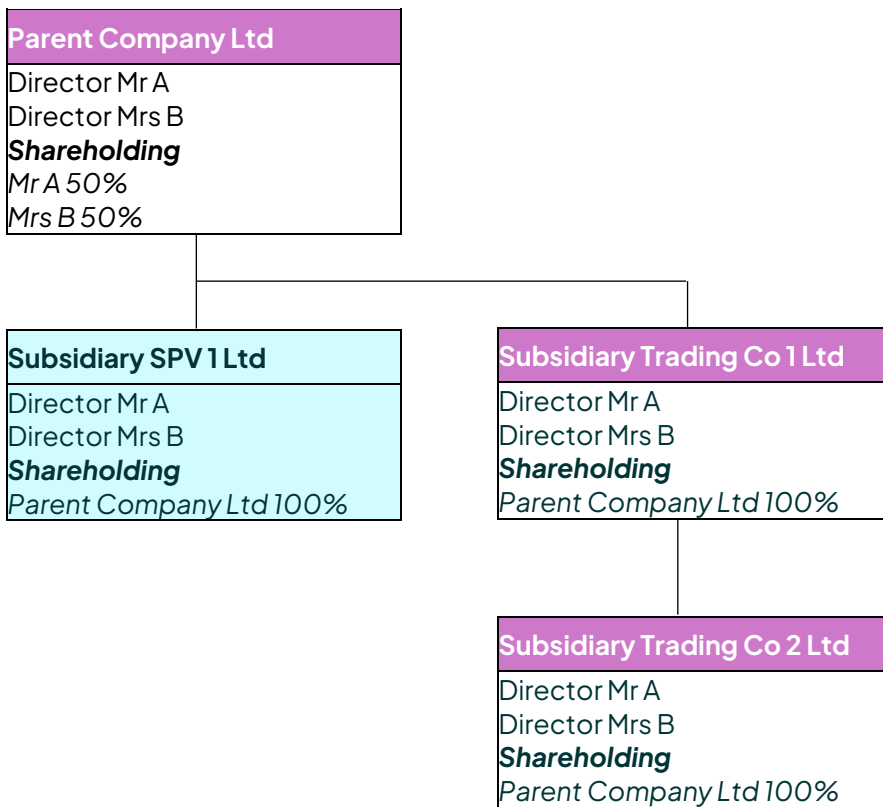 Parent Company Ltd
Director Mr A
Director Mrs B
Shareholding
Mr A 50%
Mrs B 50%
Subsidiary SPV 1 Ltd
Director Mr A
Director Mrs B
Shareholding
Parent Company Ltd 100%
Subsidiary Trading Co 1 Ltd
Director Mr A
Director Mrs B
Shareholding
Parent Company Ltd 100%
Subsidiary Trading Co 2 Ltd
Director Mr A
Director Mrs B
Shareholding
Parent Company Ltd 100%